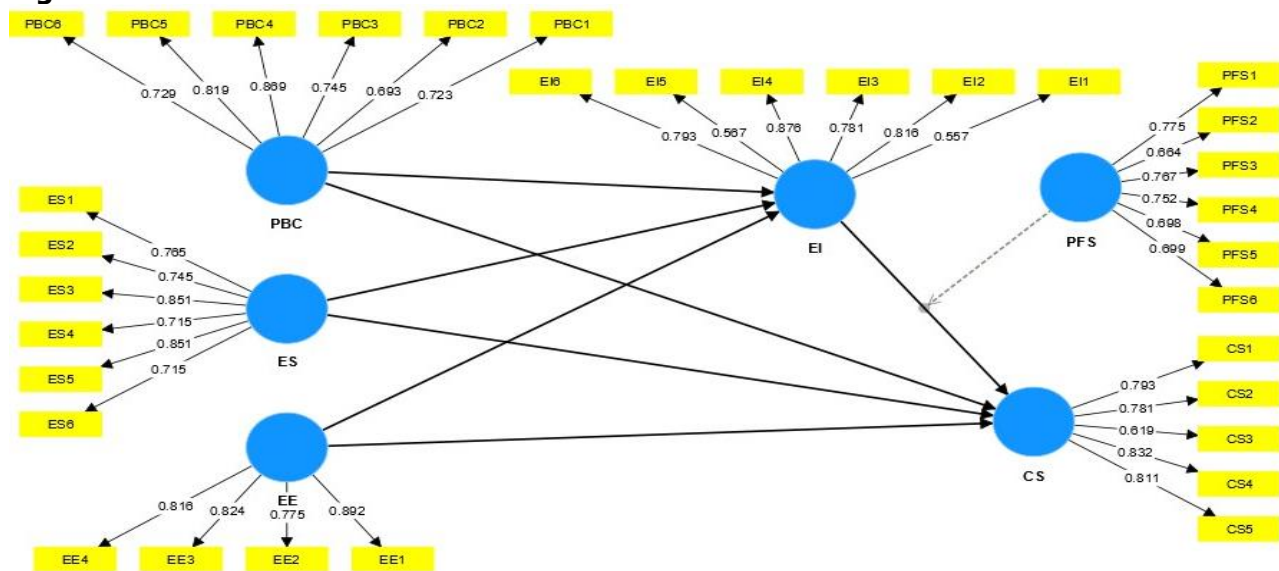 PBC6 PBC5 PBC4 PBC3 PBC2 PBC1
0.729 0.819 0.869 0.745 0.693 0.723
PBC
EI6 EI5 EI4 EI3 EI2 EI1
0.793 0.567 0.876 0.781 0.816 0.557
EI
PFS1
PFS2
PFS3
PFS4
PFS5
PFS6
0.775
0.664
0.767
0.752
0.698
0.699
PFS
ES1
ES2
ES3
ES4
ES5
ES6
0.765
0.745
0.851
0.715
0.851
0.715
ES
CS1
CS2
CS3
CS4
CS5
0.793
0.781
0.619
0.832
0.811
CS
EE
0.816 0.824 0.775 0.892
EE4 EE3 EE2 EE1